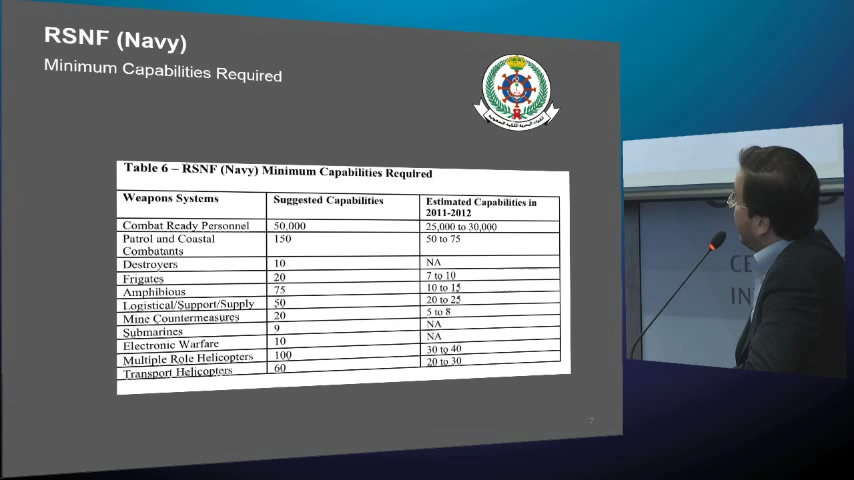 RSNF (Navy)
Minimum Capabilities Required
Table 6 – RSNF (Navy) Minimum Capabilities Required
Weapons Systems Suggested Capabilities Estimated Capabilities in
2011-2012
Combat Ready Personnel 50,000 25,000 to 30,000
Patrol and Coastal 150 50 to 75
Combatants
Destroyers 10 NA
Frigates 20 7 to 10
Amphibious 75 10 to 15
Logistical/Support/Supply 50 20 to 25
Mine Countermeasures 20 5 to 8
Submarines 9 NA
Electronic Warfare 10 NA
Multiple Role Helicopters 100 30 to 40
Transport Helicopters 60 20 to 30
7
CE
IN